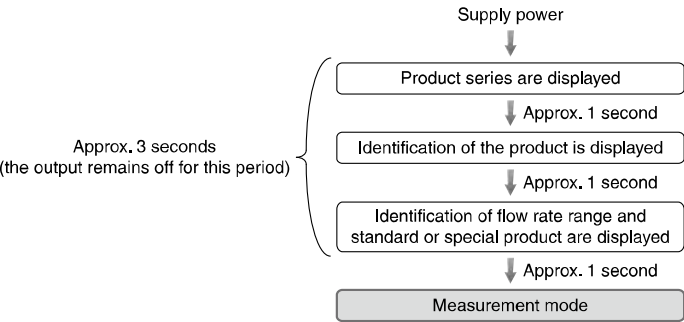 Supply power
Product series are displayed
Approx. 1 second
Approx. 3 seconds
(the output remains off for this period)
Identification of the product is displayed
Approx. 1 second
Identification of flow rate range and
standard or special product are displayed
Approx. 1 second
Measurement mode